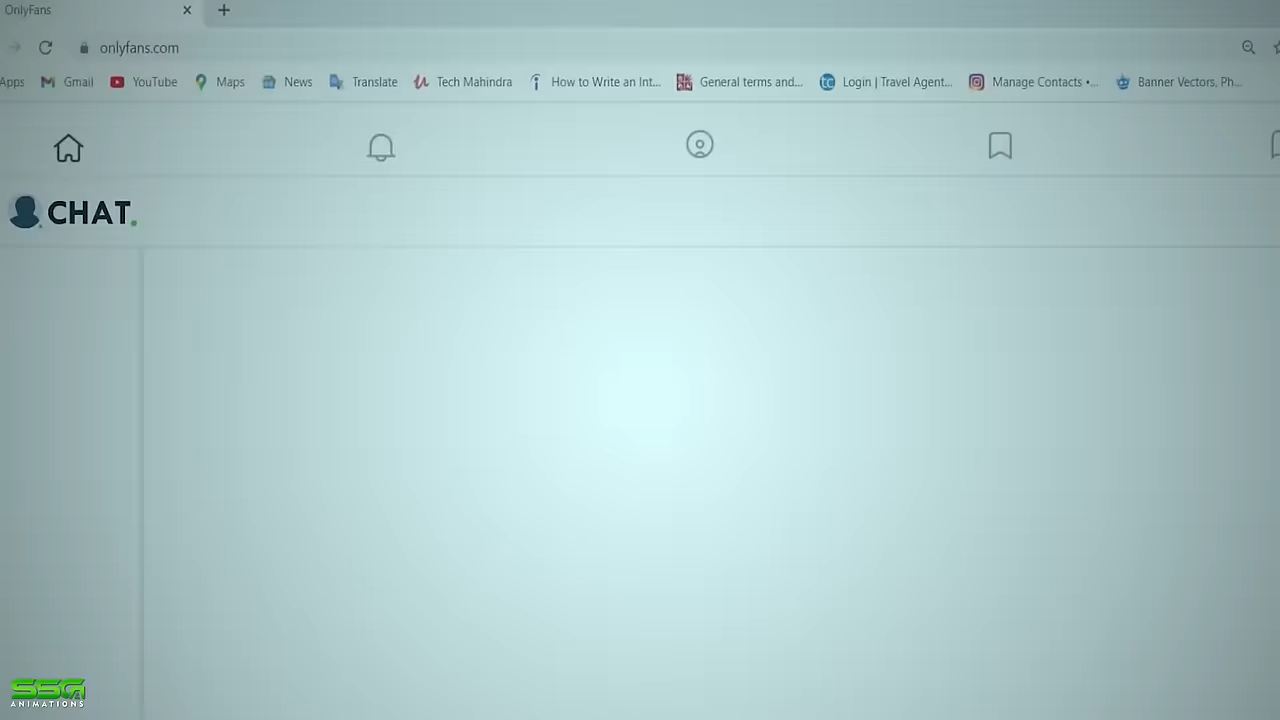 OnlyFans
onlyfans.com
Apps Gmail YouTube Maps News Translate Tech Mahindra How to Write an Int... General terms and... Login | Travel Agent... Manage Contacts •... Banner Vectors, Ph...
CHAT.
SSG
ANIMATIONS